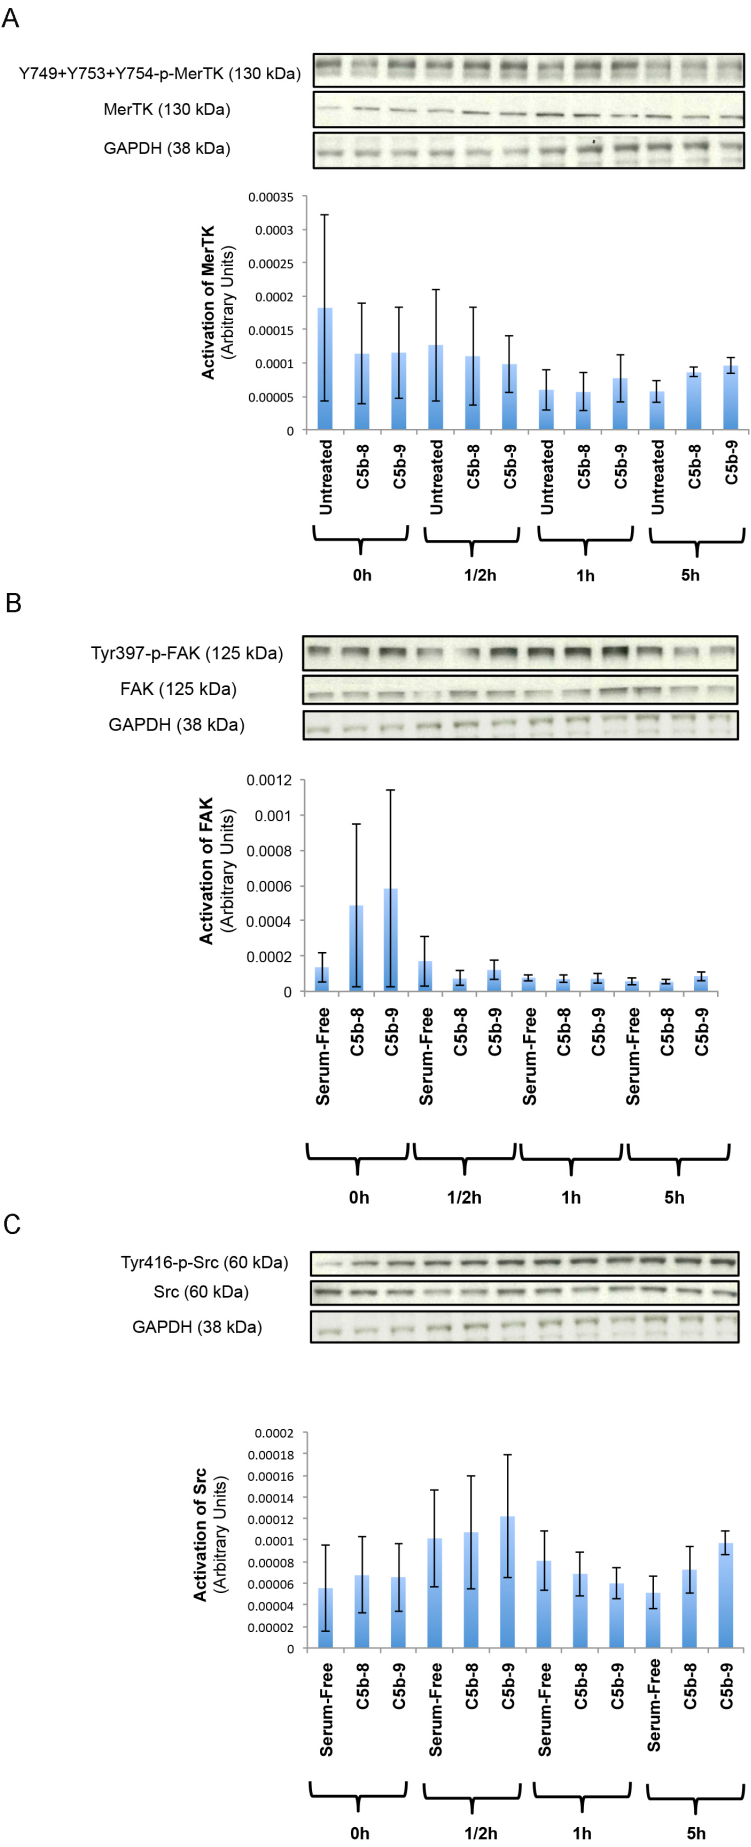 A
Y749+Y753+Y754-p-MerTK (130 kDa)
MerTK (130 kDa)
GAPDH (38 kDa)
Activation of MerTK
(Arbitrary Units)
0.00035
0.0003
0.00025
0.0002
0.00015
0.0001
0.00005
0
Untreated C5b-8 C5b-9 Untreated C5b-8 C5b-9 Untreated C5b-8 C5b-9 Untreated C5b-8 C5b-9
0h 1/2h 1h 5h
B
Tyr397-p-FAK (125 kDa)
FAK (125 kDa)
GAPDH (38 kDa)
Activation of FAK
(Arbitrary Units)
0.0012
0.001
0.0008
0.0006
0.0004
0.0002
0
Serum-Free C5b-8 C5b-9 Serum-Free C5b-8 C5b-9 Serum-Free C5b-8 C5b-9 Serum-Free C5b-8 C5b-9
0h 1/2h 1h 5h
C
Tyr416-p-Src (60 kDa)
Src (60 kDa)
GAPDH (38 kDa)
Activation of Src
(Arbitrary Units)
0.0002
0.00018
0.00016
0.00014
0.00012
0.0001
0.00008
0.00006
0.00004
0.00002
0
Serum-Free C5b-8 C5b-9 Serum-Free C5b-8 C5b-9 Serum-Free C5b-8 C5b-9 Serum-Free C5b-8 C5b-9
0h 1/2h 1h 5h